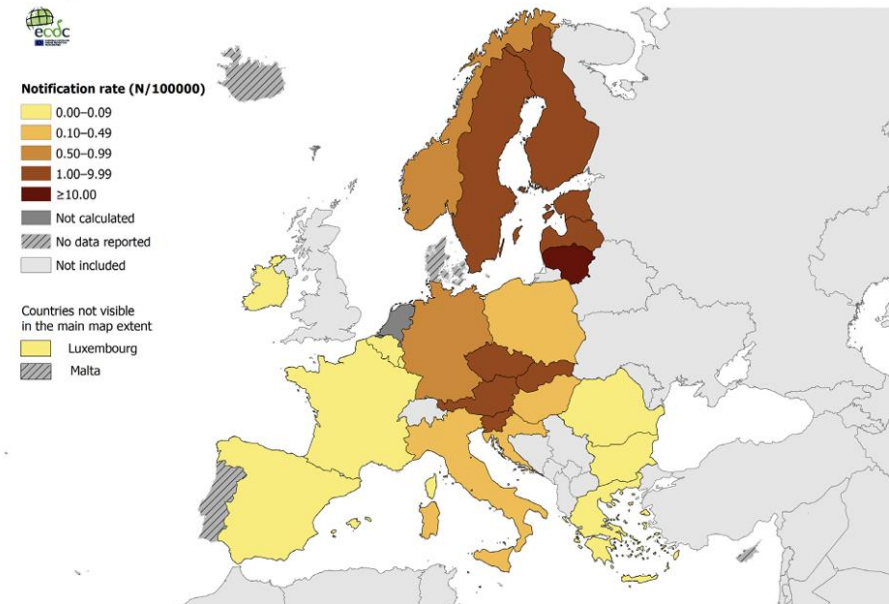 ecdc
Notification rate (N/100000)
0.00–0.09
0.10–0.49
0.50–0.99
1.00–9.99
≥10.00
Not calculated
No data reported
Not included
Countries not visible
in the main map extent
Luxembourg
Malta